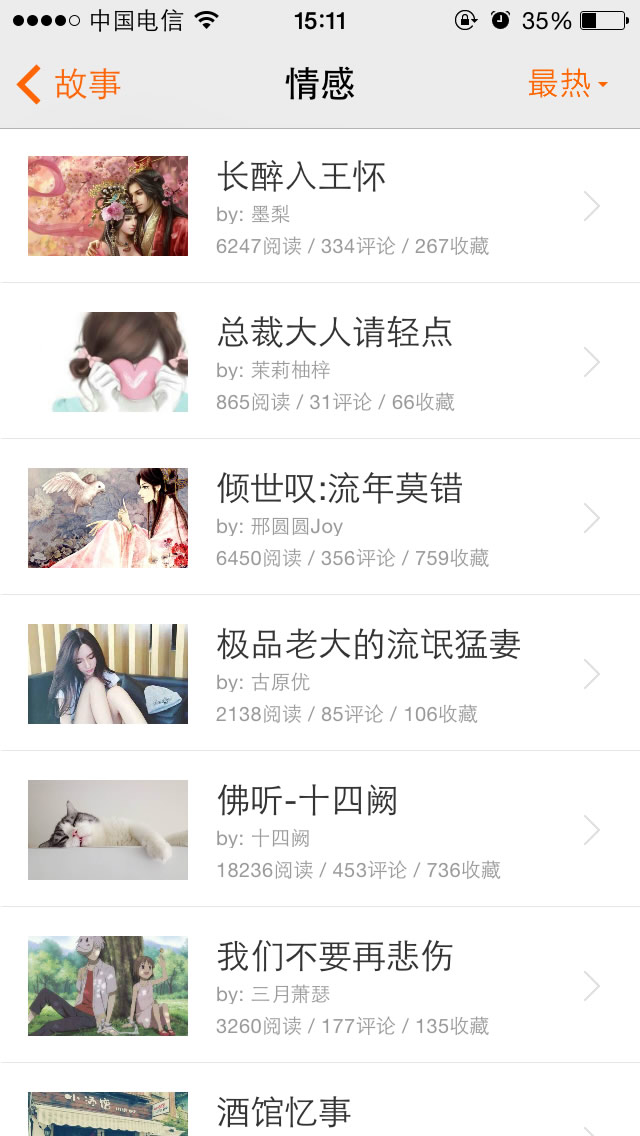 中国电信 15:11 35%
故事 情感 最热
长醉入王怀
by: 墨梨
6247阅读 / 334评论 / 267收藏
总裁大人请轻点
by: 茉莉柚梓
865阅读 / 31评论 / 66收藏
倾世叹:流年莫错
by: 邢圆圆Joy
6450阅读 / 356评论 / 759收藏
极品老大的流氓猛妻
by: 古原优
2138阅读 / 85评论 / 106收藏
佛听-十四阙
by: 十四阙
18236阅读 / 453评论 / 736收藏
我们不要再悲伤
by: 三月萧瑟
3260阅读 / 177评论 / 135收藏
酒馆忆事